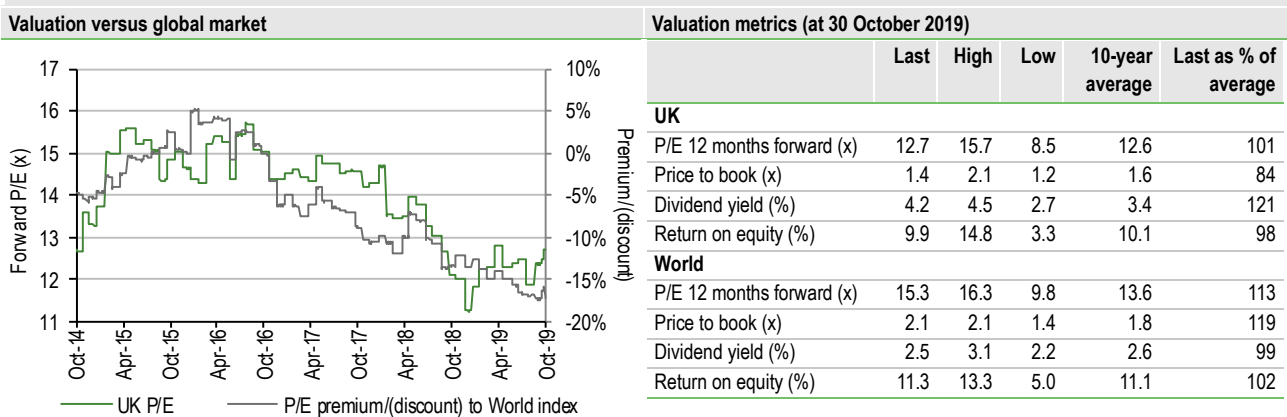 Valuation versus global market
17
16
15
14
13
12
11
Forward P/E (x)
10%
5%
0%
-5%
-10%
-15%
-20%
Premium/(discount)
Oct-14
Apr-15
Oct-15
Apr-16
Oct-16
Apr-17
Oct-17
Apr-18
Oct-18
Apr-19
Oct-19
UK P/E
P/E premium/(discount) to World index
Valuation metrics (at 30 October 2019)
Last High Low 10-year average Last as % of average
UK
P/E 12 months forward (x) 12.7 15.7 8.5 12.6 101
Price to book (x) 1.4 2.1 1.2 1.6 84
Dividend yield (%) 4.2 4.5 2.7 3.4 121
Return on equity (%) 9.9 14.8 3.3 10.1 98
World
P/E 12 months forward (x) 15.3 16.3 9.8 13.6 113
Price to book (x) 2.1 2.1 1.4 1.8 119
Dividend yield (%) 2.5 3.1 2.2 2.6 99
Return on equity (%) 11.3 13.3 5.0 11.1 102